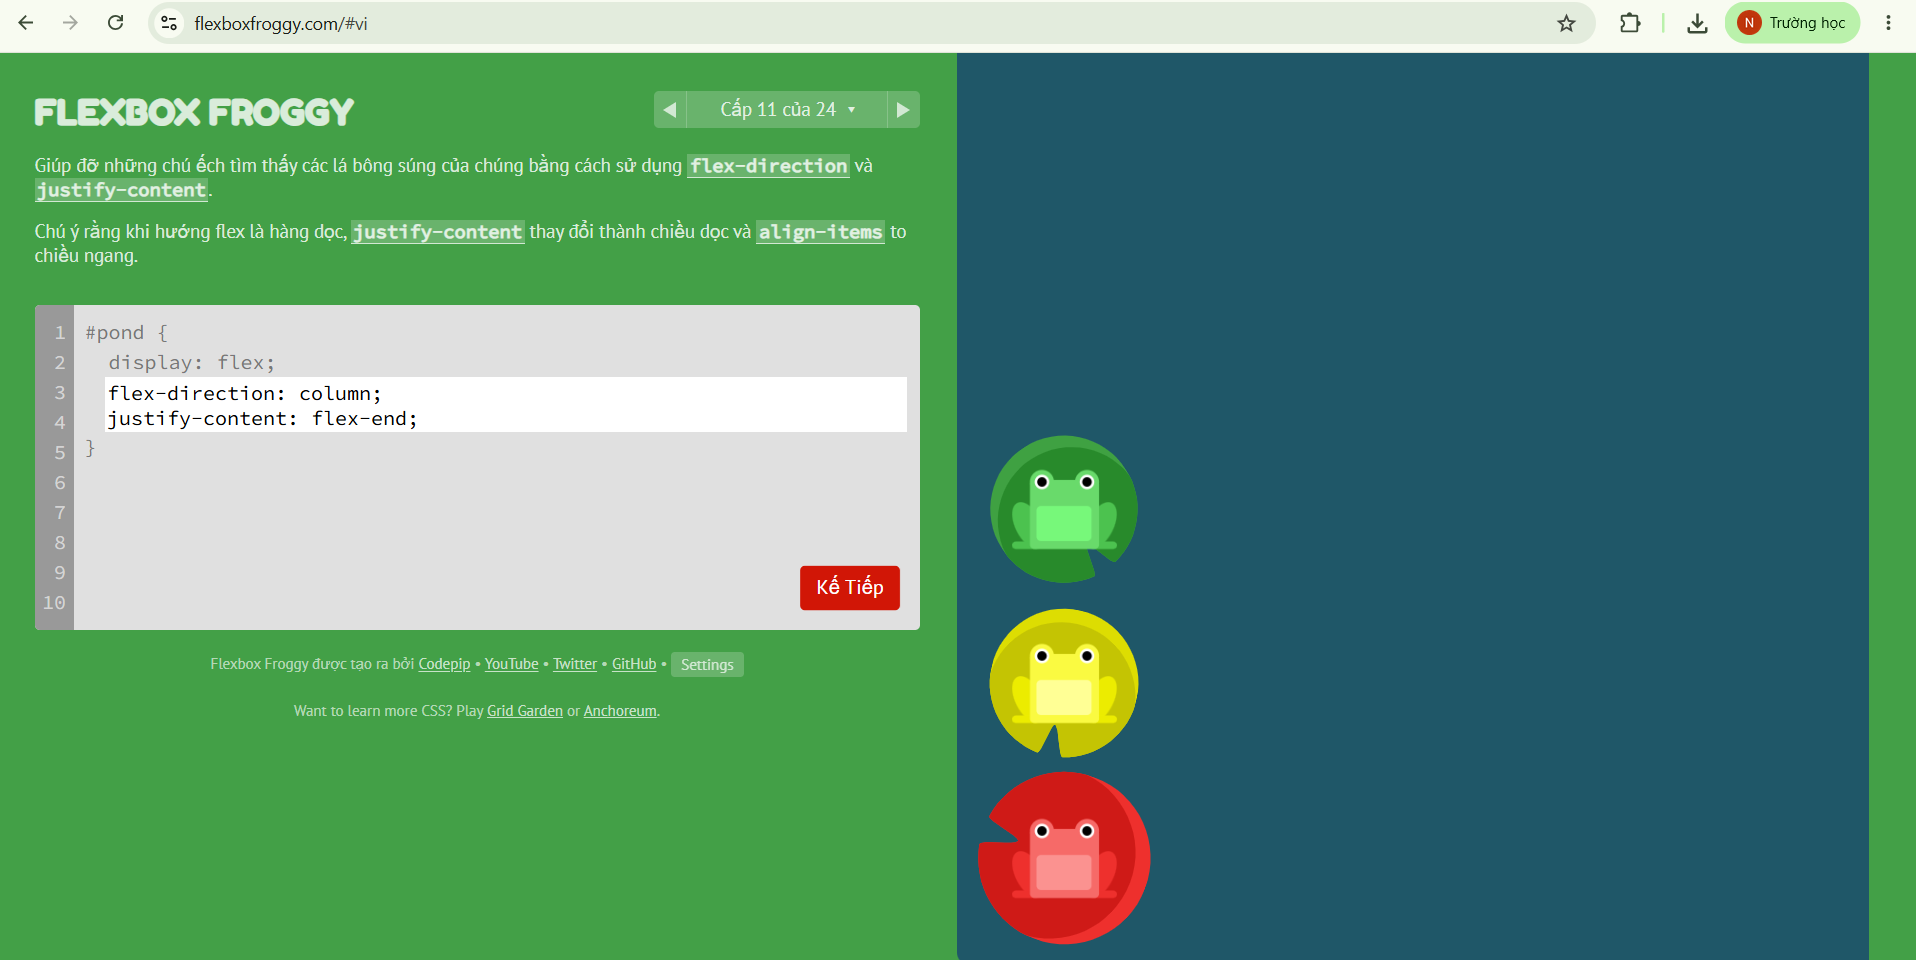 flexboxfroggy.com/#vi
N Trường học
FLEXBOX FROGGY
Cấp 11 của 24
Giúp đỡ những chú ếch tìm thấy các lá bông súng của chúng bằng cách sử dụng flex-direction và
justify-content.
Chú ý rằng khi hướng flex là hàng dọc, justify-content thay đổi thành chiều dọc và align-items to
chiều ngang.
1 #pond {
2 display: flex;
3 flex-direction: column;
4 justify-content: flex-end;
5 }
6
7
8
9
10
Kế Tiếp
Flexbox Froggy được tạo ra bởi Codepip • YouTube • Twitter • GitHub • Settings
Want to learn more CSS? Play Grid Garden or Anchoreum.